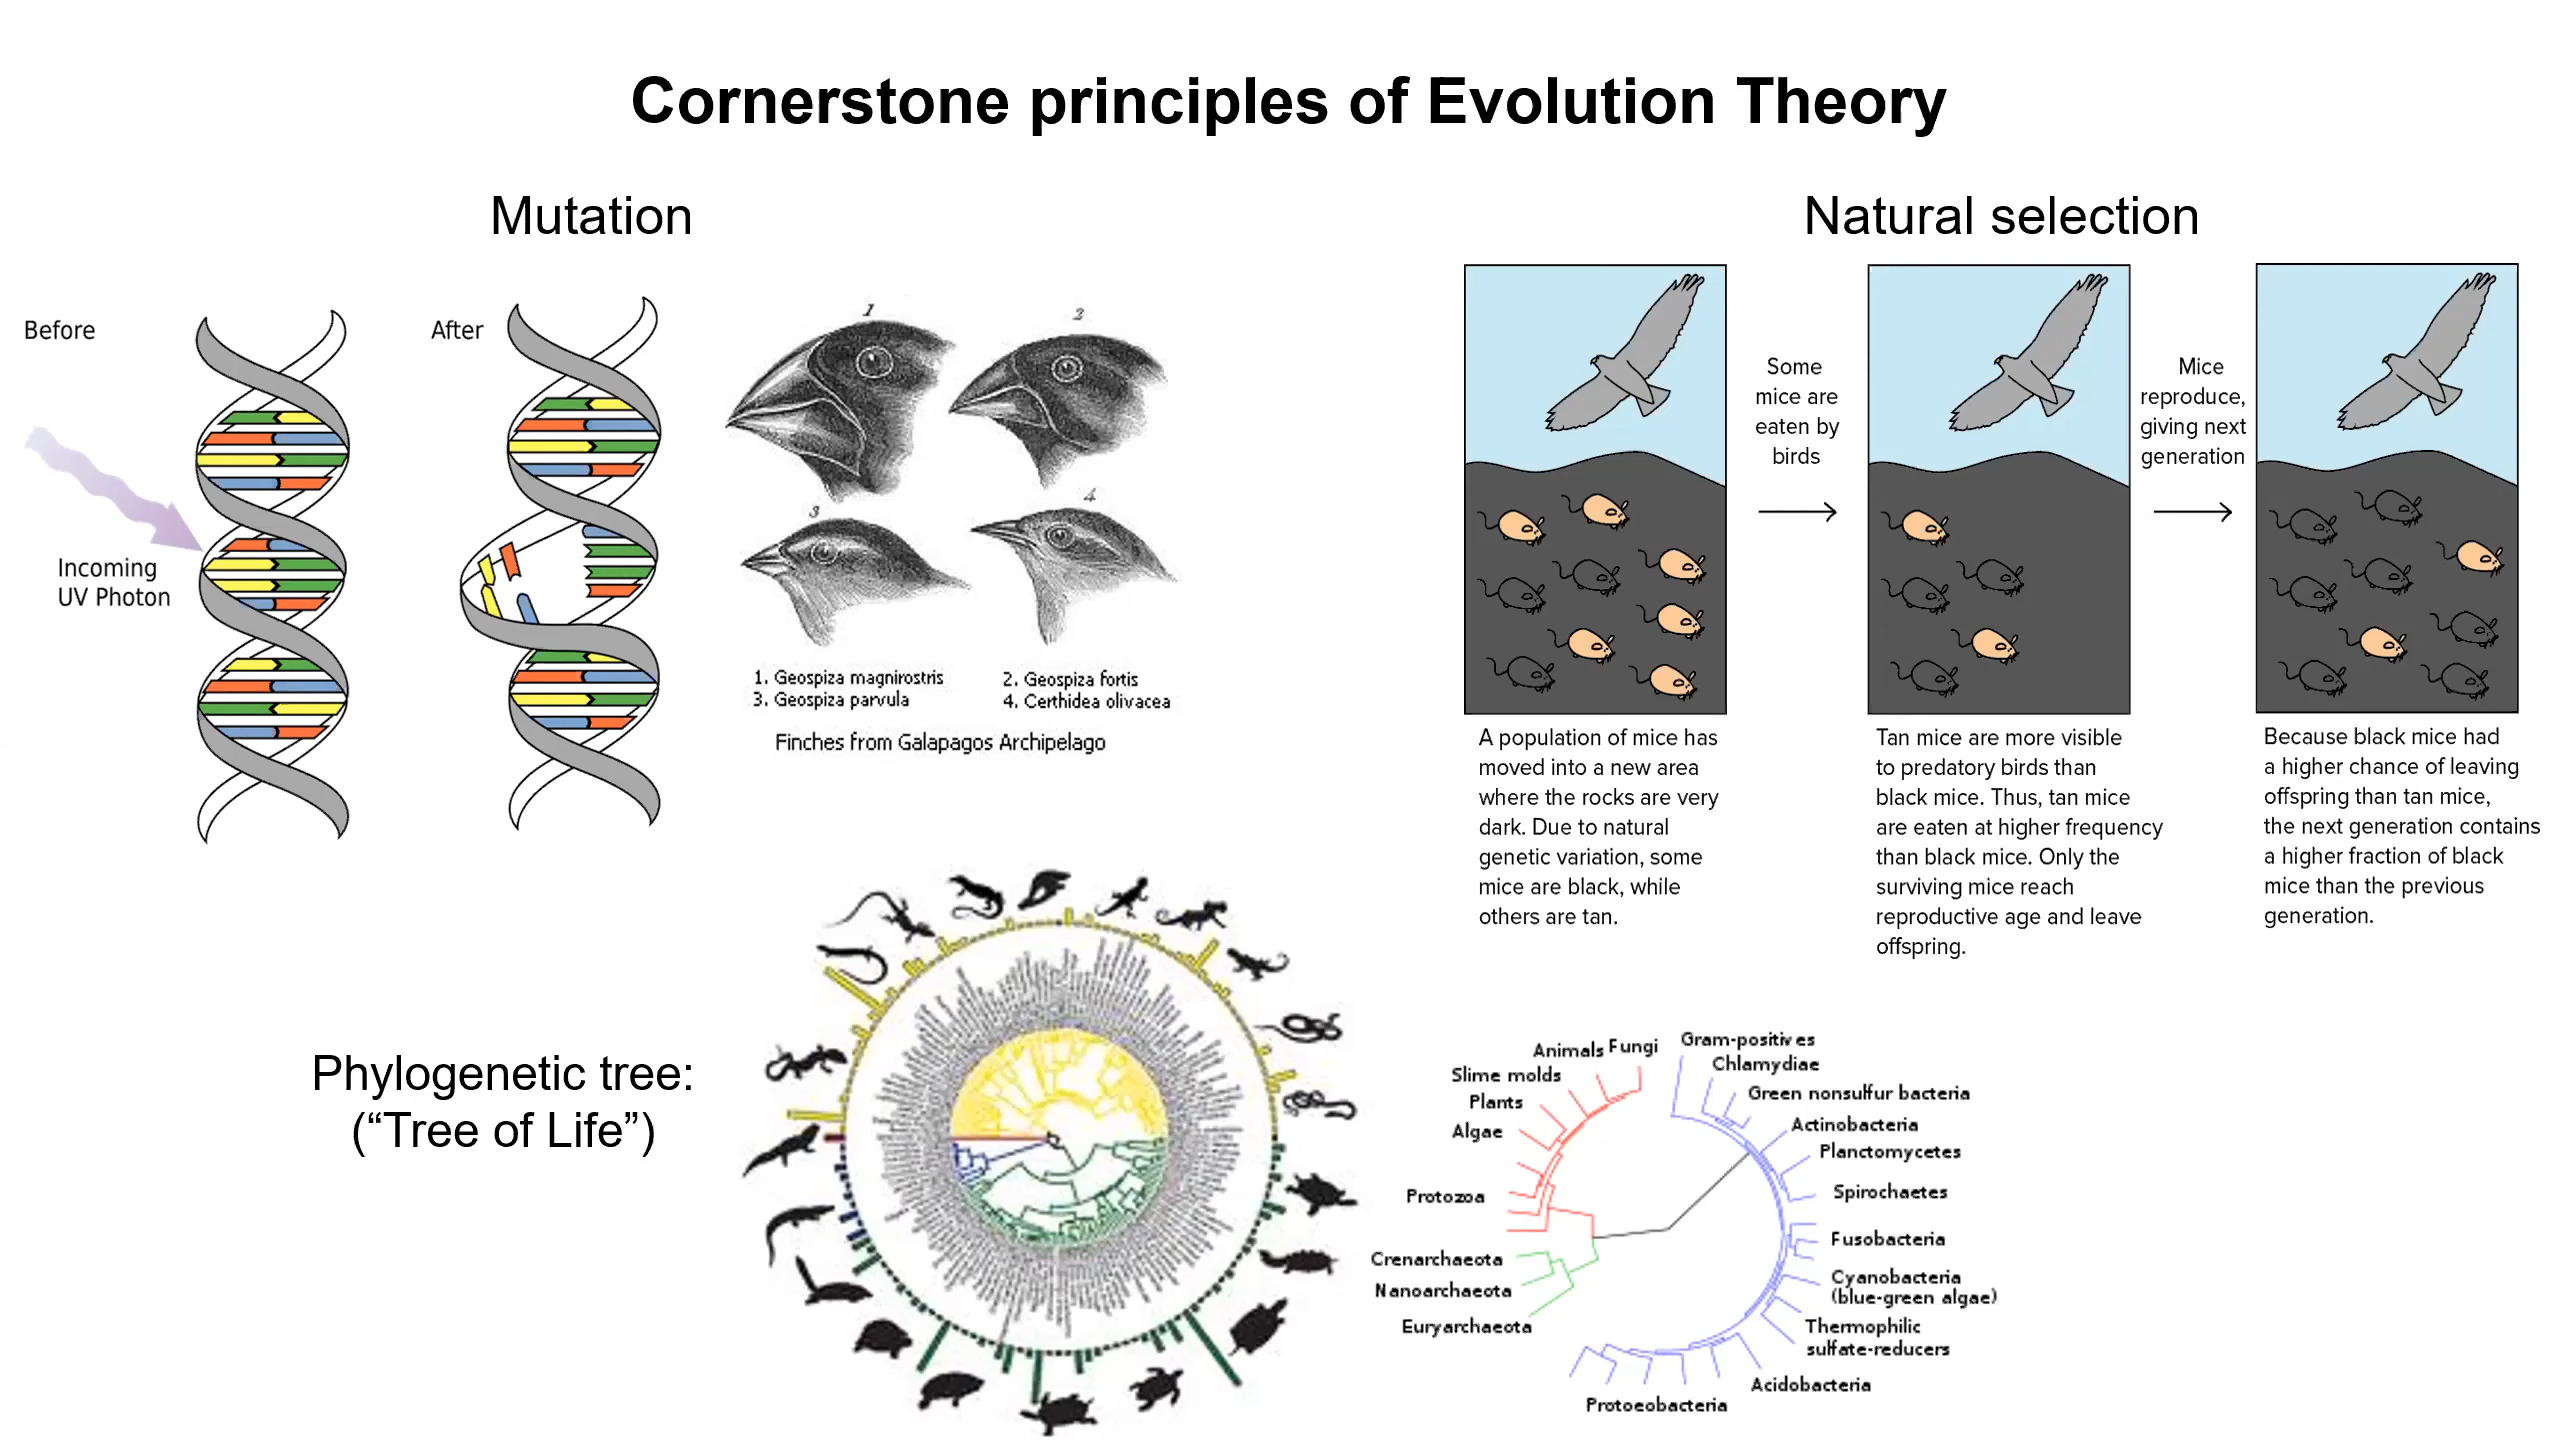 Cornerstone principles of Evolution Theory
Mutation
Before
After
Incoming
UV Photon
1
2
3
4
1. Geospiza magnirostris
2. Geospiza fortis
3. Geospiza parvula
4. Certhidea olivacea
Finches from Galapagos Archipelago
Natural selection
Some
mice are
eaten by
birds
Mice
reproduce,
giving next
generation
A population of mice has
moved into a new area
where the rocks are very
dark. Due to natural
genetic variation, some
mice are black, while
others are tan.
Tan mice are more visible
to predatory birds than
black mice. Thus, tan mice
are eaten at higher frequency
than black mice. Only the
surviving mice reach
reproductive age and leave
offspring.
Because black mice had
a higher chance of leaving
offspring than tan mice,
the next generation contains
a higher fraction of black
mice than the previous
generation.
Phylogenetic tree:
(“Tree of Life”)
Animals
Fungi
Slime molds
Plants
Algae
Protozoa
Crenarchaeota
Nanoarchaeota
Euryarchaeota
Gram-positives
Chlamydiae
Green nonsulfur bacteria
Actinobacteria
Planctomycetes
Spirochaetes
Fusobacteria
Cyanobacteria
(blue-green algae)
Thermophilic
sulfate-reducers
Acidobacteria
Protoeobacteria